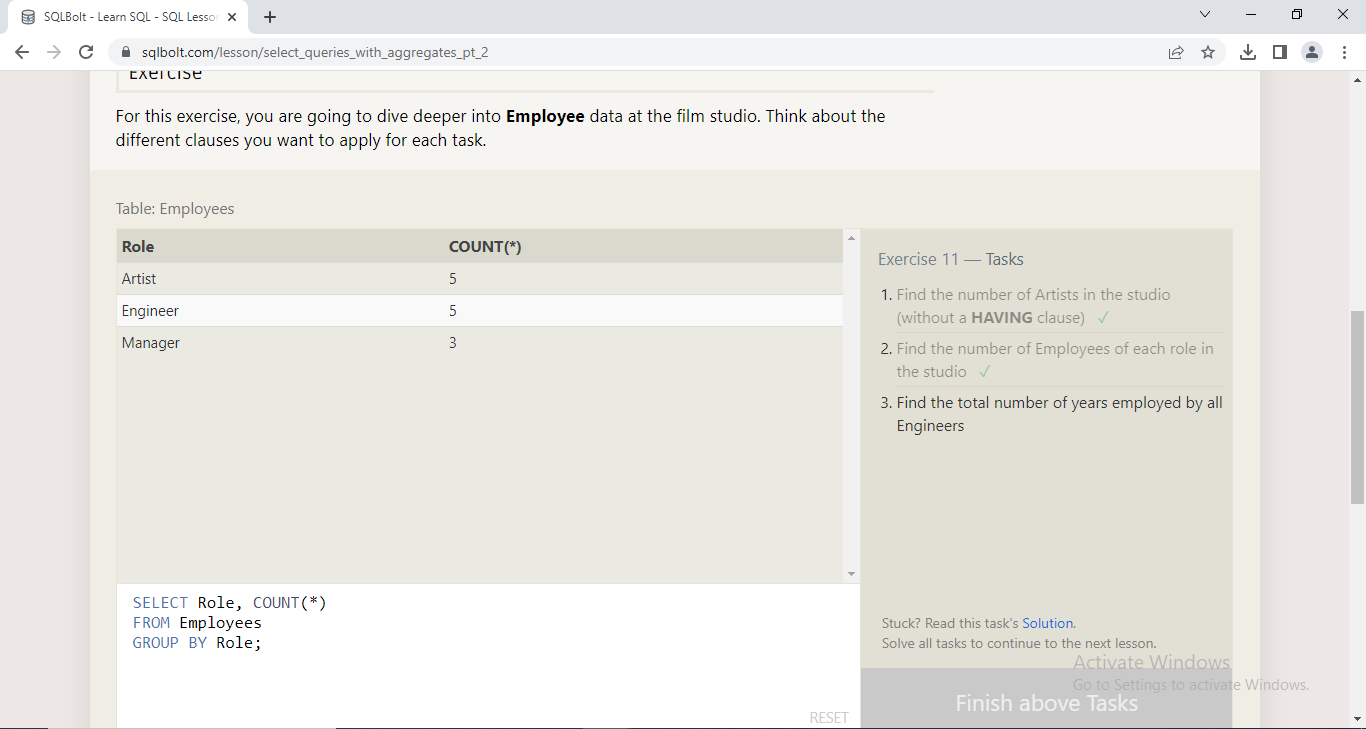 SQLBolt - Learn SQL - SQL Lesso
sqlbolt.com/lesson/select_queries_with_aggregates_pt_2
Exercise
For this exercise, you are going to dive deeper into Employee data at the film studio. Think about the
different clauses you want to apply for each task.
Table: Employees
Role COUNT(*)
Artist 5
Engineer 5
Manager 3
Exercise 11 — Tasks
1. Find the number of Artists in the studio
(without a HAVING clause) ✓
2. Find the number of Employees of each role in
the studio ✓
3. Find the total number of years employed by all
Engineers
SELECT Role, COUNT(*)
FROM Employees
GROUP BY Role;
RESET
Stuck? Read this task's Solution.
Solve all tasks to continue to the next lesson.
Activate Windows
Go to Settings to activate Windows.
Finish above Tasks